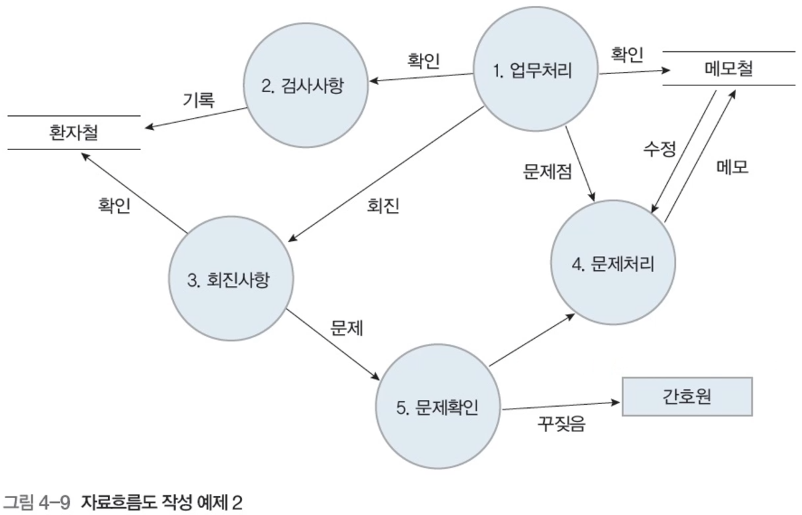 1. 업무처리
확인
메모철
확인
2. 검사사항
기록
환자철
수정
메모
문제점
확인
회진
4. 문제처리
3. 회진사항
문제
5. 문제확인
간호원
꾸짖음
그림 4-9 자료흐름도 작성 예제 2